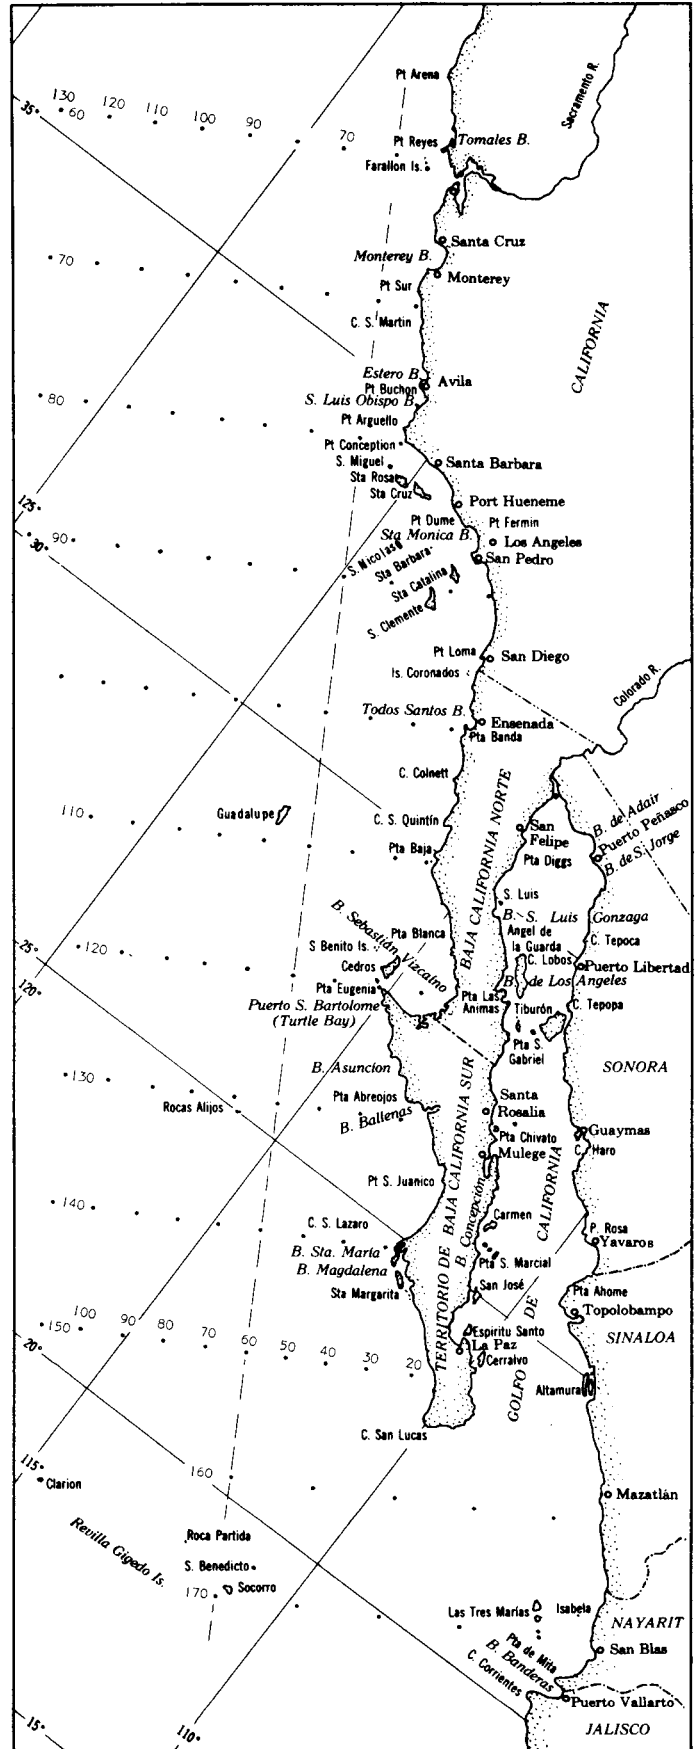 Pt Arena
Sacramento R.
35°
130 120 110 100 90
60
70
Pt Reyes
Tomales B.
Farallon Is.
Santa Cruz
Monterey B.
Monterey
70
Pt Sur
C. S. Martin
CALIFORNIA
Estero B.
Pt Buchon
Avila
80
S. Luis Obispo B.
Pt Arguello
Pt Conception
S. Miguel
Santa Barbara
Sta Rosa
Sta Cruz
125°
Port Hueneme
Pt Dume
Pt Fermin
30°
90
Sta Monica B.
Los Angeles
S. Nicolas
Sta Barbara
San Pedro
Sta Catalina
S. Clemente
Pt Loma
San Diego
Is. Coronados
Colorado R.
Todos Santos B.
Ensenada
Pta Banda
C. Colnett
BAJA CALIFORNIA NORTE
110
Guadalupe
C. S. Quintín
San
Felipe
B. de Adair
Puerto Peñasco
B. de S. Jorge
Pta Baja
Pta Diggs
S. Luis
B. S. Luis Gonzaga
B. Sebastián Vizcaíno
Pta Blanca
Angel de
la Guarda
C. Tepoca
25°
120
S Benito Is.
Cedros
C. Lobos
Puerto Libertad
B. de Los Angeles
120°
Pta Eugenia
Pta Las
Animas
Puerto S. Bartolome
(Turtle Bay)
Tiburón
C. Tepopa
Pta S.
Gabriel
B. Asuncion
SONORA
130
Pta Abreojos
Rocas Alijos
B. Ballenas
Santa
Rosalia
Pta Chivato
Guaymas
Mulege
C. Haro
TERRITORIO DE BAJA CALIFORNIA SUR
Pt S. Juanico
B. Concepción
140
C. S. Lazaro
Carmen
GOLFO DE CALIFORNIA
P. Rosa
Yavaros
B. Sta. María
B. Magdalena
Pta S. Marcial
Sta Margarita
San José
Pta Ahome
Topolobampo
150 100 90 80 70 60 50 40 30 20
20°
Espiritu Santo
La Paz
Cerralvo
SINALOA
Altamura
C. San Lucas
115°
Clarion
160
Mazatlán
Revilla Gigedo Is.
Roca Partida
S. Benedicto
170
Socorro
Las Tres Marías
Isabela
NAYARIT
Pta de Mita
San Blas
B. Banderas
C. Corrientes
Puerto Vallarto
15°
110°
JALISCO